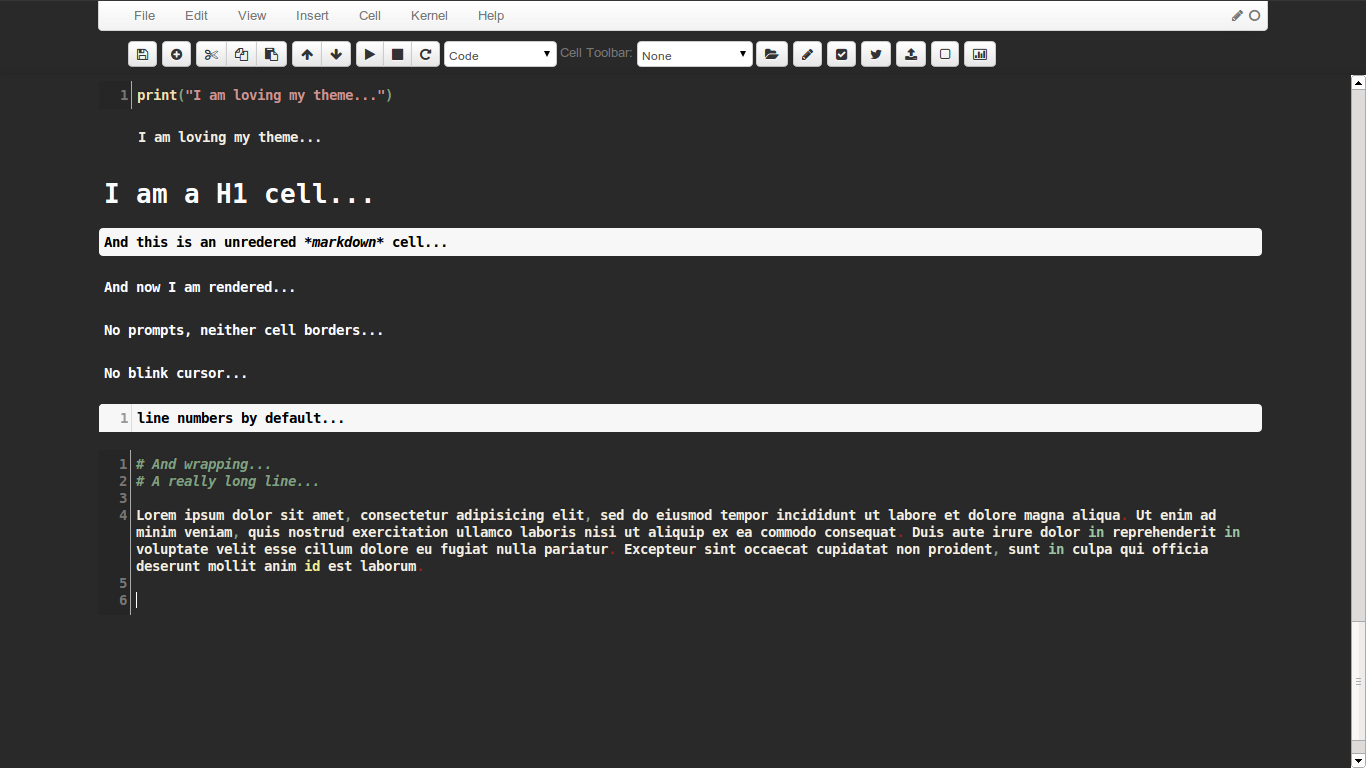 File Edit View Insert Cell Kernel Help
Code Cell Toolbar: None
1 print("I am loving my theme...")
I am loving my theme...
I am a H1 cell...
And this is an unredered *markdown* cell...
And now I am rendered...
No prompts, neither cell borders...
No blink cursor...
1 line numbers by default...
1 # And wrapping...
2 # A really long line...
3
4 Lorem ipsum dolor sit amet, consectetur adipisicing elit, sed do eiusmod tempor incididunt ut labore et dolore magna aliqua. Ut enim ad
minim veniam, quis nostrud exercitation ullamco laboris nisi ut aliquip ex ea commodo consequat. Duis aute irure dolor in reprehenderit in
voluptate velit esse cillum dolore eu fugiat nulla pariatur. Excepteur sint occaecat cupidatat non proident, sunt in culpa qui officia
deserunt mollit anim id est laborum.
5
6